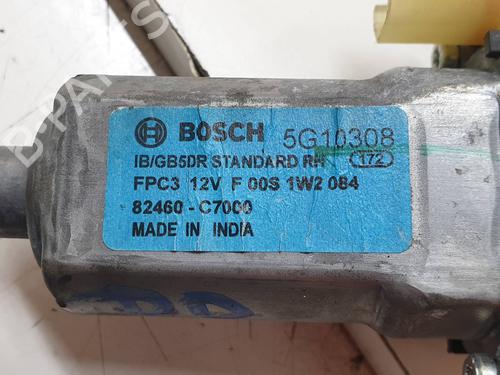 BOSCH 5G10308
IB/GB5DR STANDARD RH 172
FPC3 12V F 00S 1W2 084
82460-C7000
MADE IN INDIA